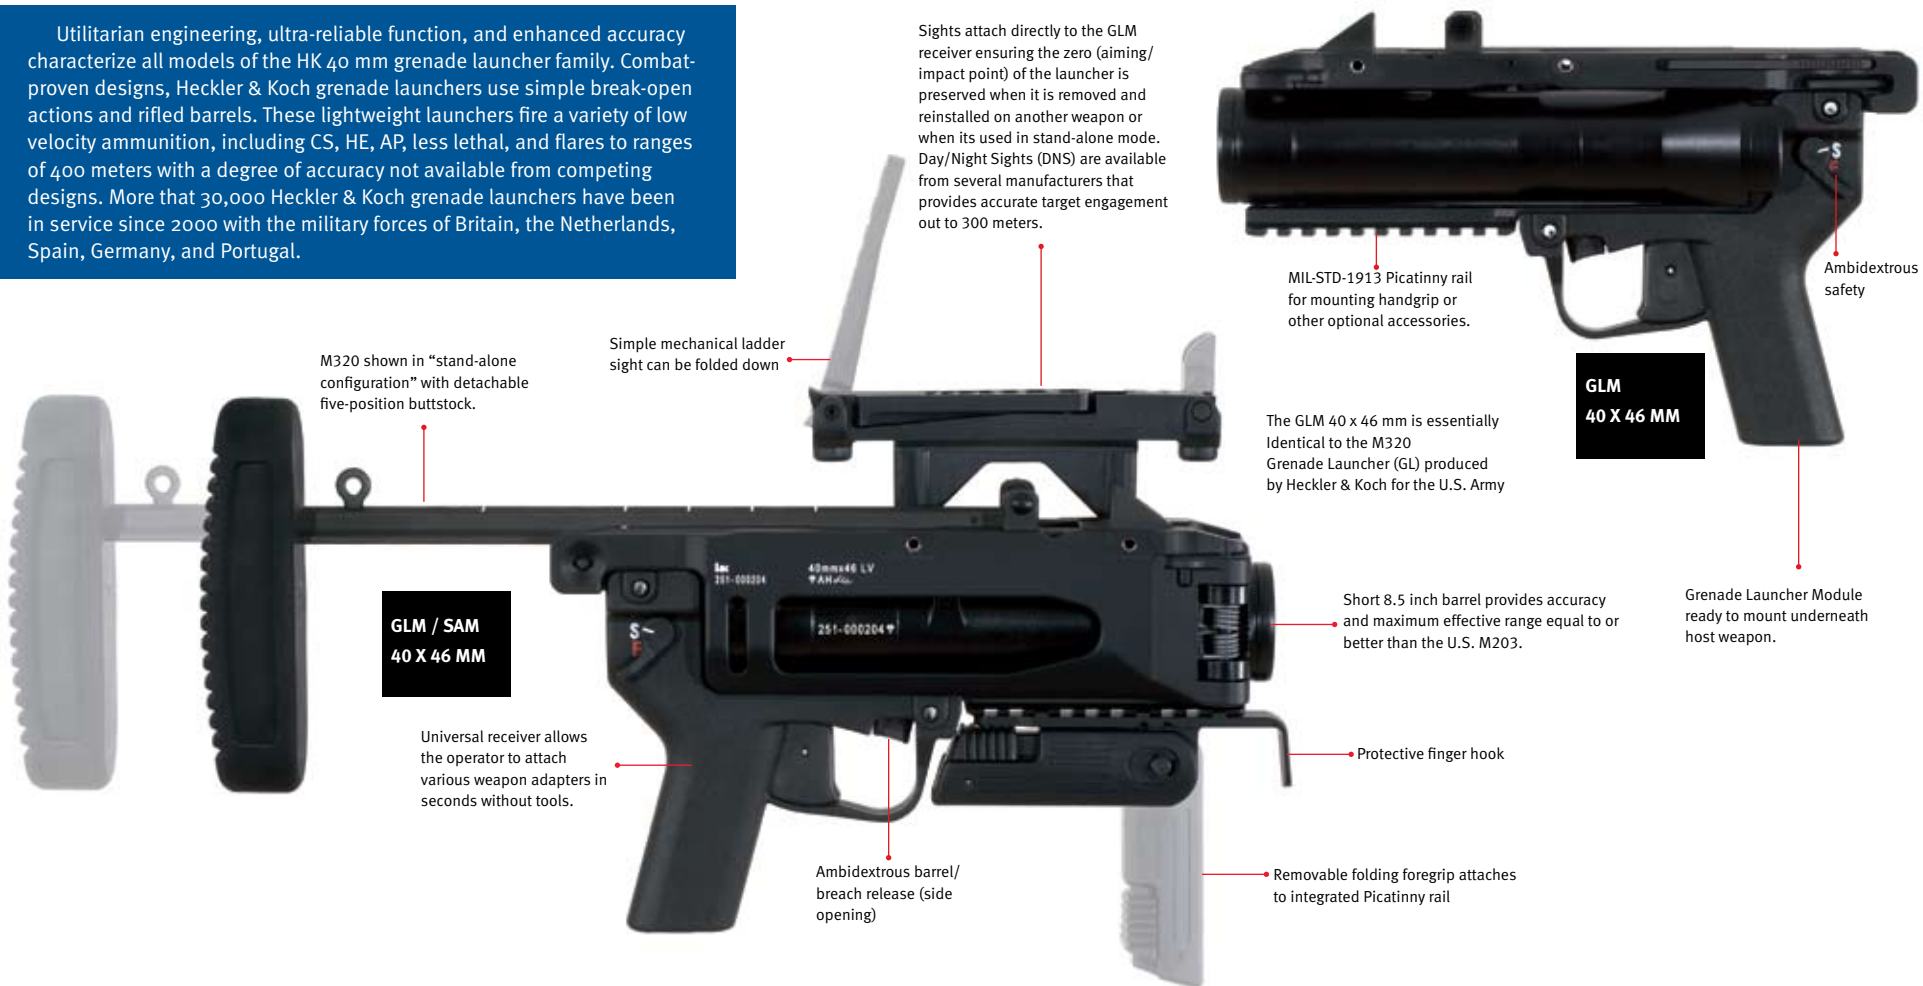 Utilitarian engineering, ultra-reliable function, and enhanced accuracy
characterize all models of the HK 40 mm grenade launcher family. Combat-
proven designs, Heckler & Koch grenade launchers use simple break-open
actions and rifled barrels. These lightweight launchers fire a variety of low
velocity ammunition, including CS, HE, AP, less lethal, and flares to ranges
of 400 meters with a degree of accuracy not available from competing
designs. More that 30,000 Heckler & Koch grenade launchers have been
in service since 2000 with the military forces of Britain, the Netherlands,
Spain, Germany, and Portugal.
Sights attach directly to the GLM
receiver ensuring the zero (aiming/
impact point) of the launcher is
preserved when it is removed and
reinstalled on another weapon or
when its used in stand-alone mode.
Day/Night Sights (DNS) are available
from several manufacturers that
provides accurate target engagement
out to 300 meters.
S
F
Ambidextrous
safety
MIL-STD-1913 Picatinny rail
for mounting handgrip or
other optional accessories.
Simple mechanical ladder
sight can be folded down
M320 shown in “stand-alone
configuration” with detachable
five-position buttstock.
GLM
40 X 46 MM
The GLM 40 x 46 mm is essentially
Identical to the M320
Grenade Launcher (GL) produced
by Heckler & Koch for the U.S. Army
251-000204
40mmx46 LV
AH
251-000204
S
F
GLM / SAM
40 X 46 MM
Short 8.5 inch barrel provides accuracy
and maximum effective range equal to or
better than the U.S. M203.
Grenade Launcher Module
ready to mount underneath
host weapon.
Universal receiver allows
the operator to attach
various weapon adapters in
seconds without tools.
Protective finger hook
Ambidextrous barrel/
breach release (side
opening)
Removable folding foregrip attaches
to integrated Picatinny rail